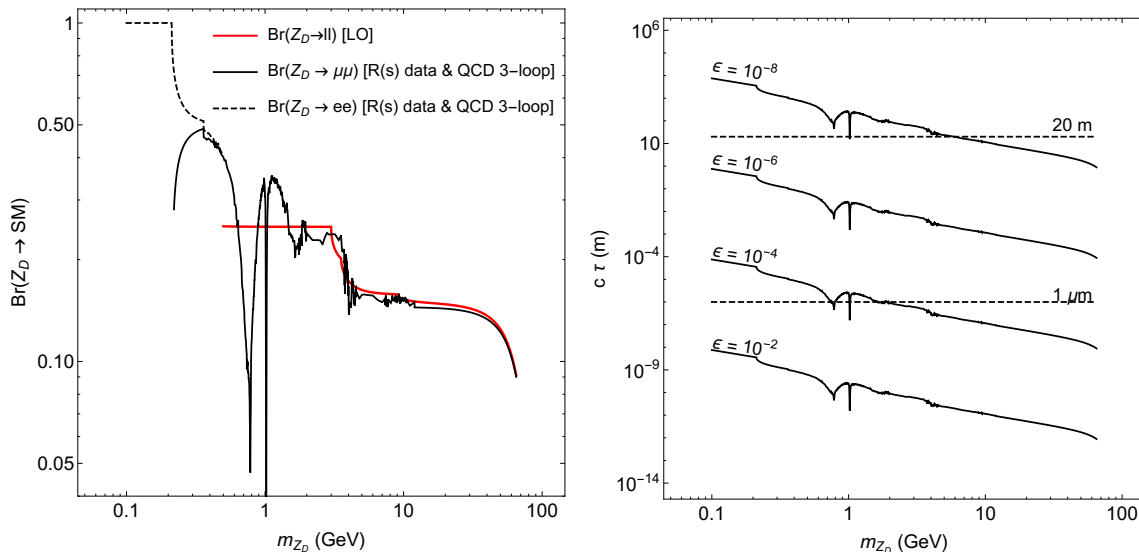 1
0.50
0.10
0.05
Br(Z_D → SM)
Br(Z_D→ll) [LO]
Br(Z_D → μμ) [R(s) data & QCD 3−loop]
Br(Z_D → ee) [R(s) data & QCD 3−loop]
0.1 1 10 100
m_{Z_D} (GeV)
10^6
10
10^{−4}
10^{−9}
10^{−14}
c τ (m)
ϵ = 10^{−8}
20 m
ϵ = 10^{−6}
ϵ = 10^{−4}
1 μm
ϵ = 10^{−2}
0.1 1 10 100
m_{Z_D} (GeV)